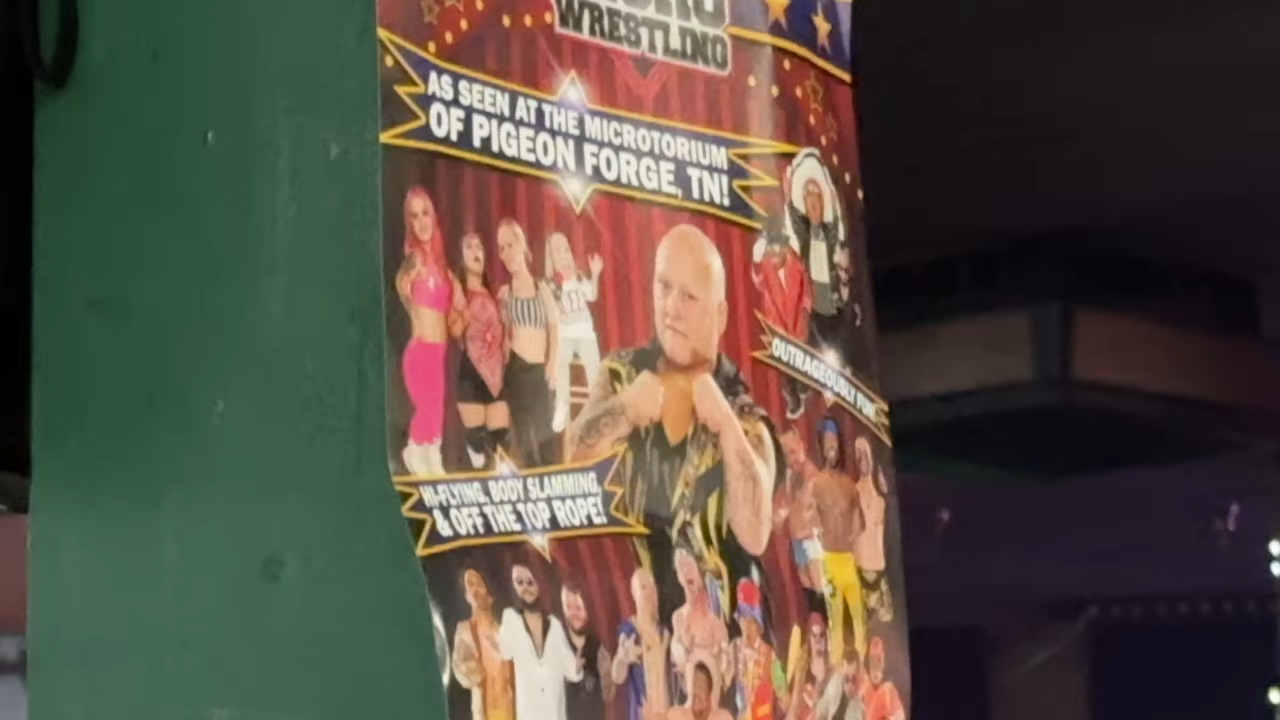 WRESTLING
AS SEEN AT THE MICROTORIUM
OF PIGEON FORGE, TN!
OUTRAGEOUSLY FUN!
HI-FLYING, BODY SLAMMING,
& OFF THE TOP ROPE!